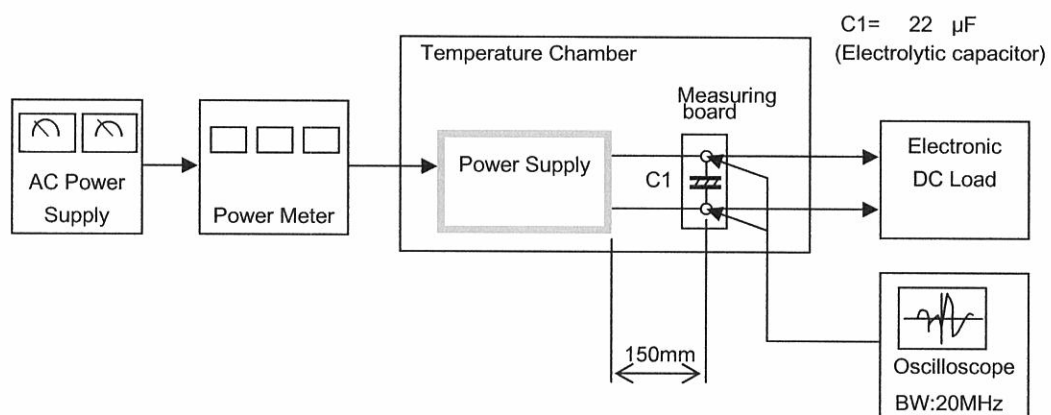 C1= 22 µF
(Electrolytic capacitor)
Temperature Chamber
Measuring
board
AC Power
Supply
Power Meter
Power Supply
C1
Electronic
DC Load
150mm
Oscilloscope
BW:20MHz